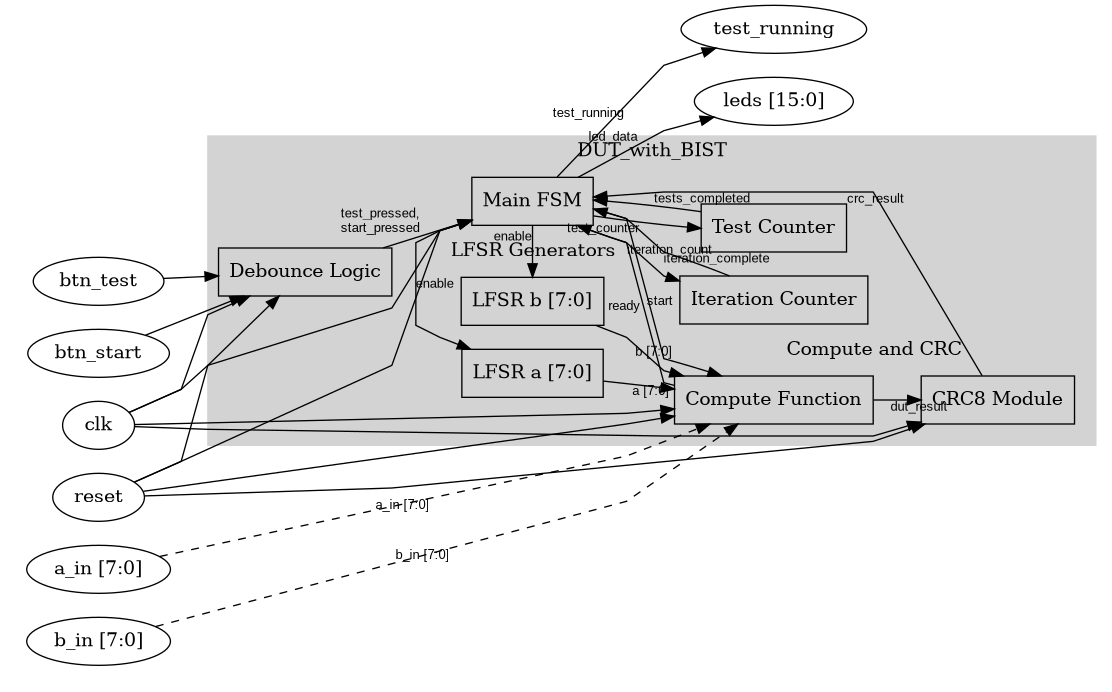 test_running
leds [15:0]
test_running
led_data
DUT_with_BIST
Main FSM
tests_completed
crc_result
test_pressed,
start_pressed
Test Counter
test_counter
enable
LFSR Generators
iteration_count
iteration_complete
Debounce Logic
btn_test
enable
LFSR b [7:0]
start
ready
Iteration Counter
btn_start
b [7:0]
Compute and CRC
LFSR a [7:0]
a [7:0]
Compute Function
dut_result
CRC8 Module
clk
reset
a_in [7:0]
b_in [7:0]
a_in [7:0]
b_in [7:0]